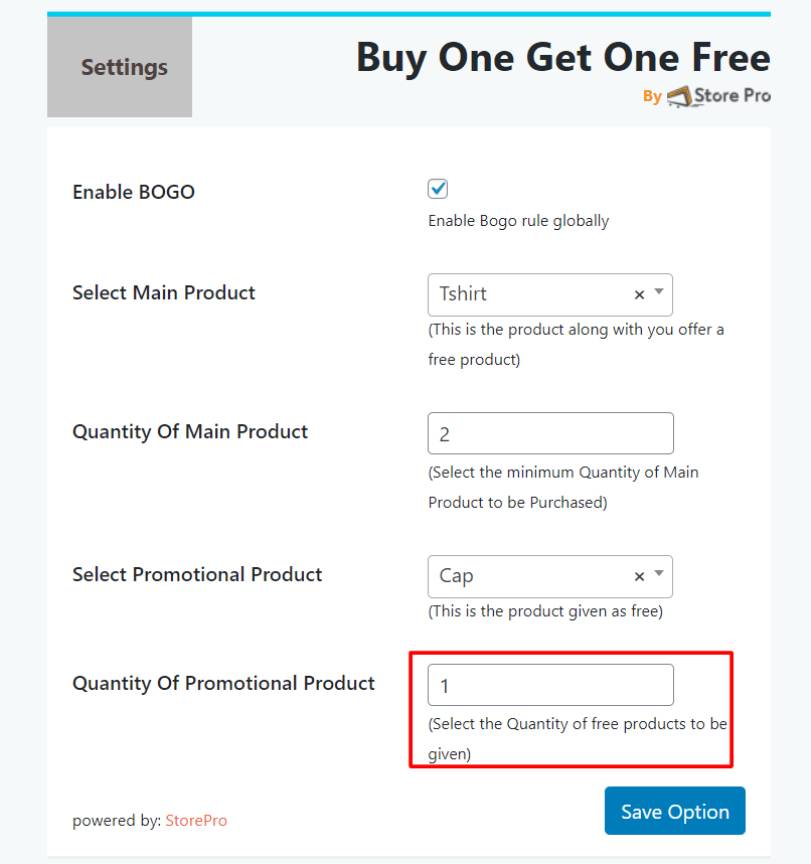 Settings
Buy One Get One Free
By Store Pro
Enable BOGO
Enable Bogo rule globally
Select Main Product
Tshirt ×
(This is the product along with you offer a
free product)
Quantity Of Main Product
2
(Select the minimum Quantity of Main
Product to be Purchased)
Select Promotional Product
Cap ×
(This is the product given as free)
Quantity Of Promotional Product
1
(Select the Quantity of free products to be
given)
powered by: StorePro
Save Option